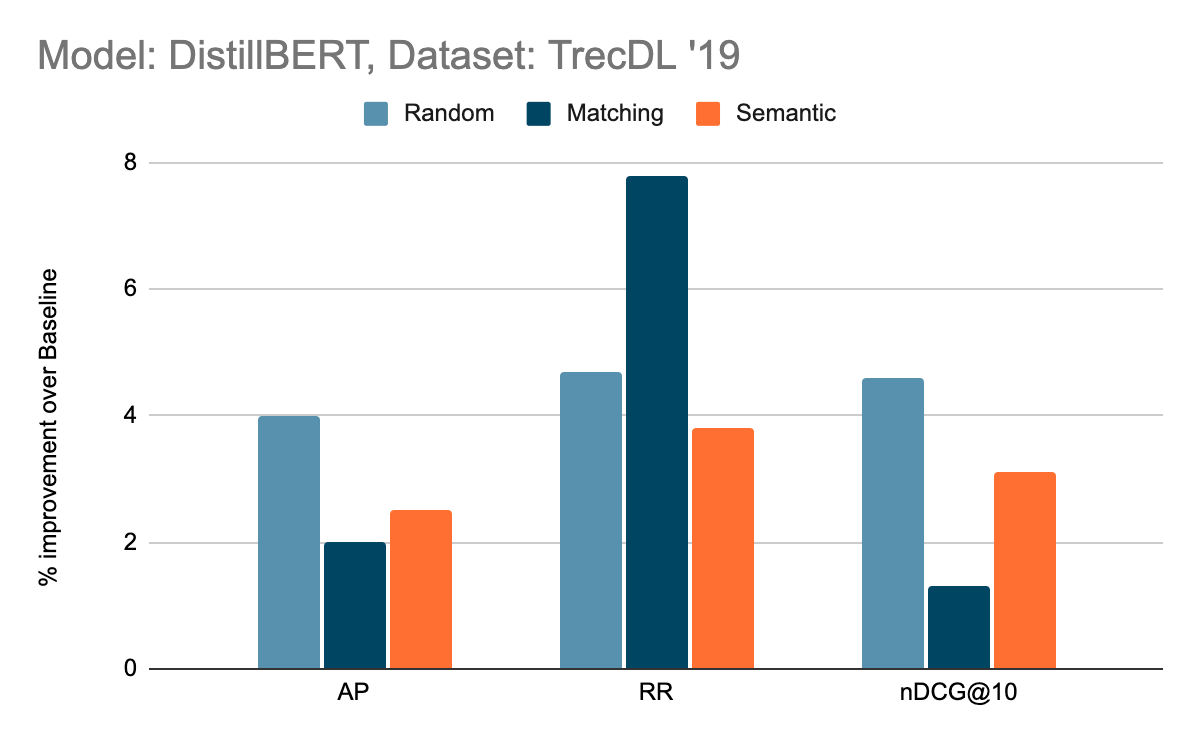 Model: DistillBERT, Dataset: TrecDL '19
Random Matching Semantic
8
6
4
2
0
% improvement over Baseline
AP RR nDCG@10